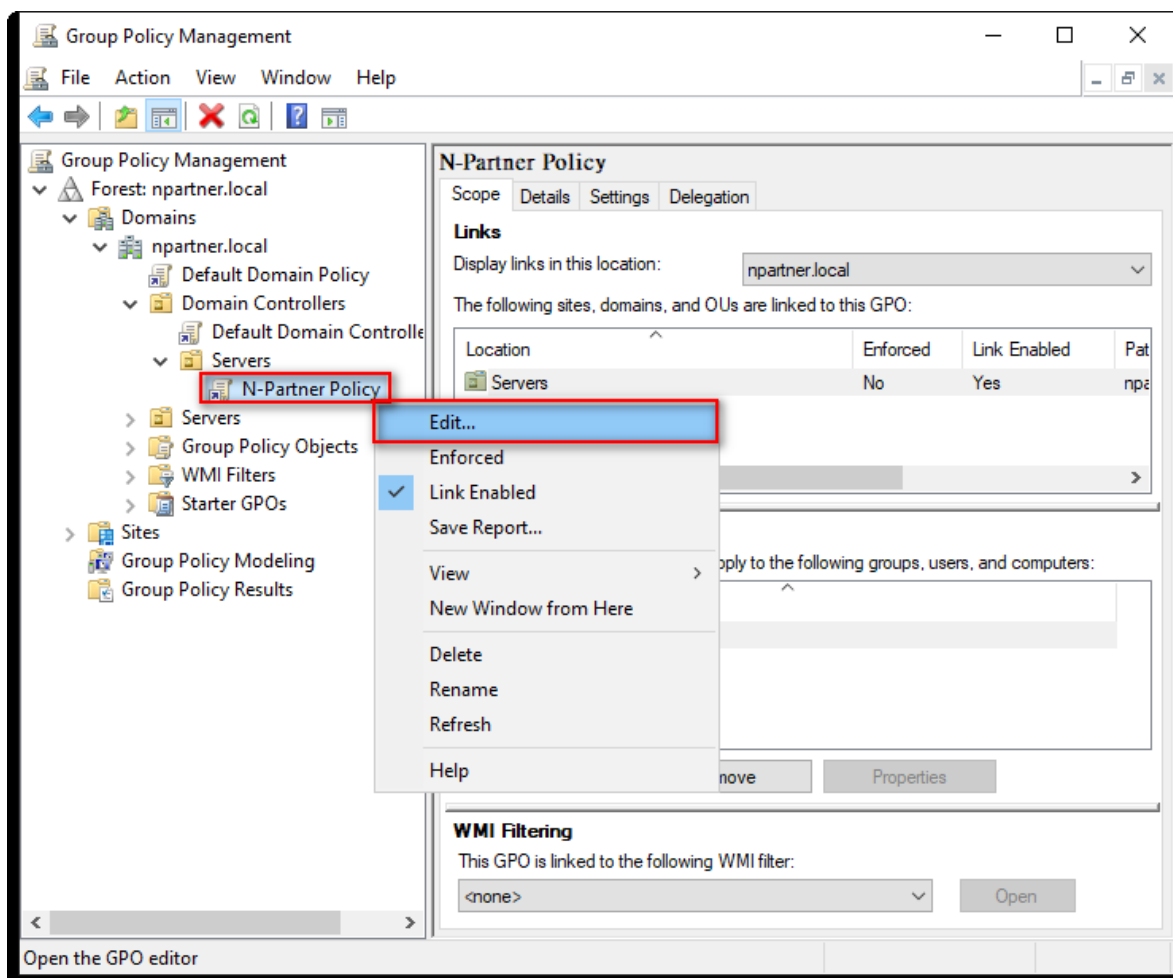 Group Policy Management
File Action View Window Help
Group Policy Management
Forest: npartner.local
Domains
npartner.local
Default Domain Policy
Domain Controllers
Default Domain Controlle
Servers
N-Partner Policy
Servers
Group Policy Objects
WMI Filters
Starter GPOs
Sites
Group Policy Modeling
Group Policy Results
N-Partner Policy
Scope Details Settings Delegation
Links
Display links in this location: npartner.local
The following sites, domains, and OUs are linked to this GPO:
Location Enforced Link Enabled Pat
Servers No Yes npa
Edit...
Enforced
Link Enabled
Save Report...
View
New Window from Here
Delete
Rename
Refresh
Help
to the following groups, users, and computers:
Properties
WMI Filtering
This GPO is linked to the following WMI filter:
<none> Open
Open the GPO editor